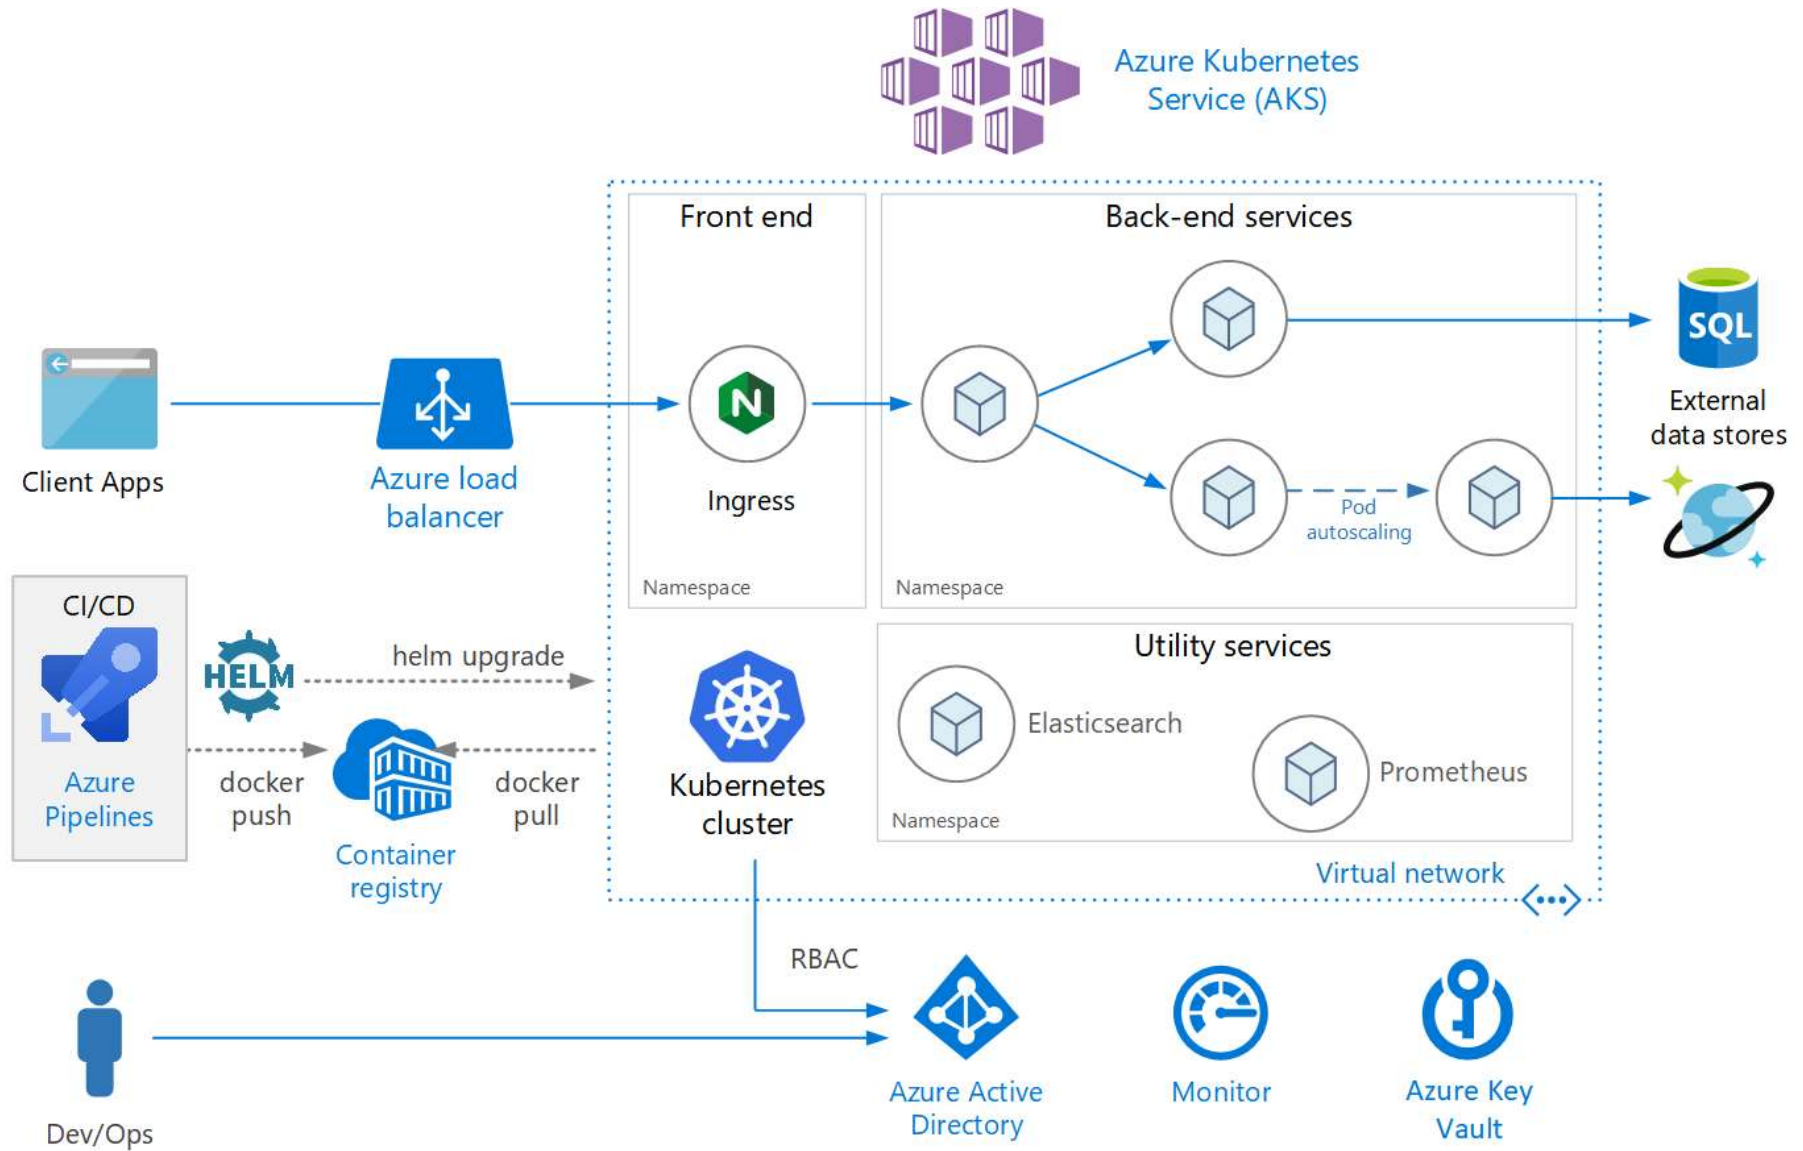 Azure Kubernetes
Service (AKS)
Front end
Back-end services
SQL
External
data stores
Client Apps
Azure load
balancer
N
Ingress
Pod
autoscaling
Namespace
Namespace
CI/CD
HELM
helm upgrade
Azure
Pipelines
docker
push
docker
pull
Container
registry
Kubernetes
cluster
Utility services
Elasticsearch
Prometheus
Namespace
Virtual network
RBAC
Dev/Ops
Azure Active
Directory
Monitor
Azure Key
Vault